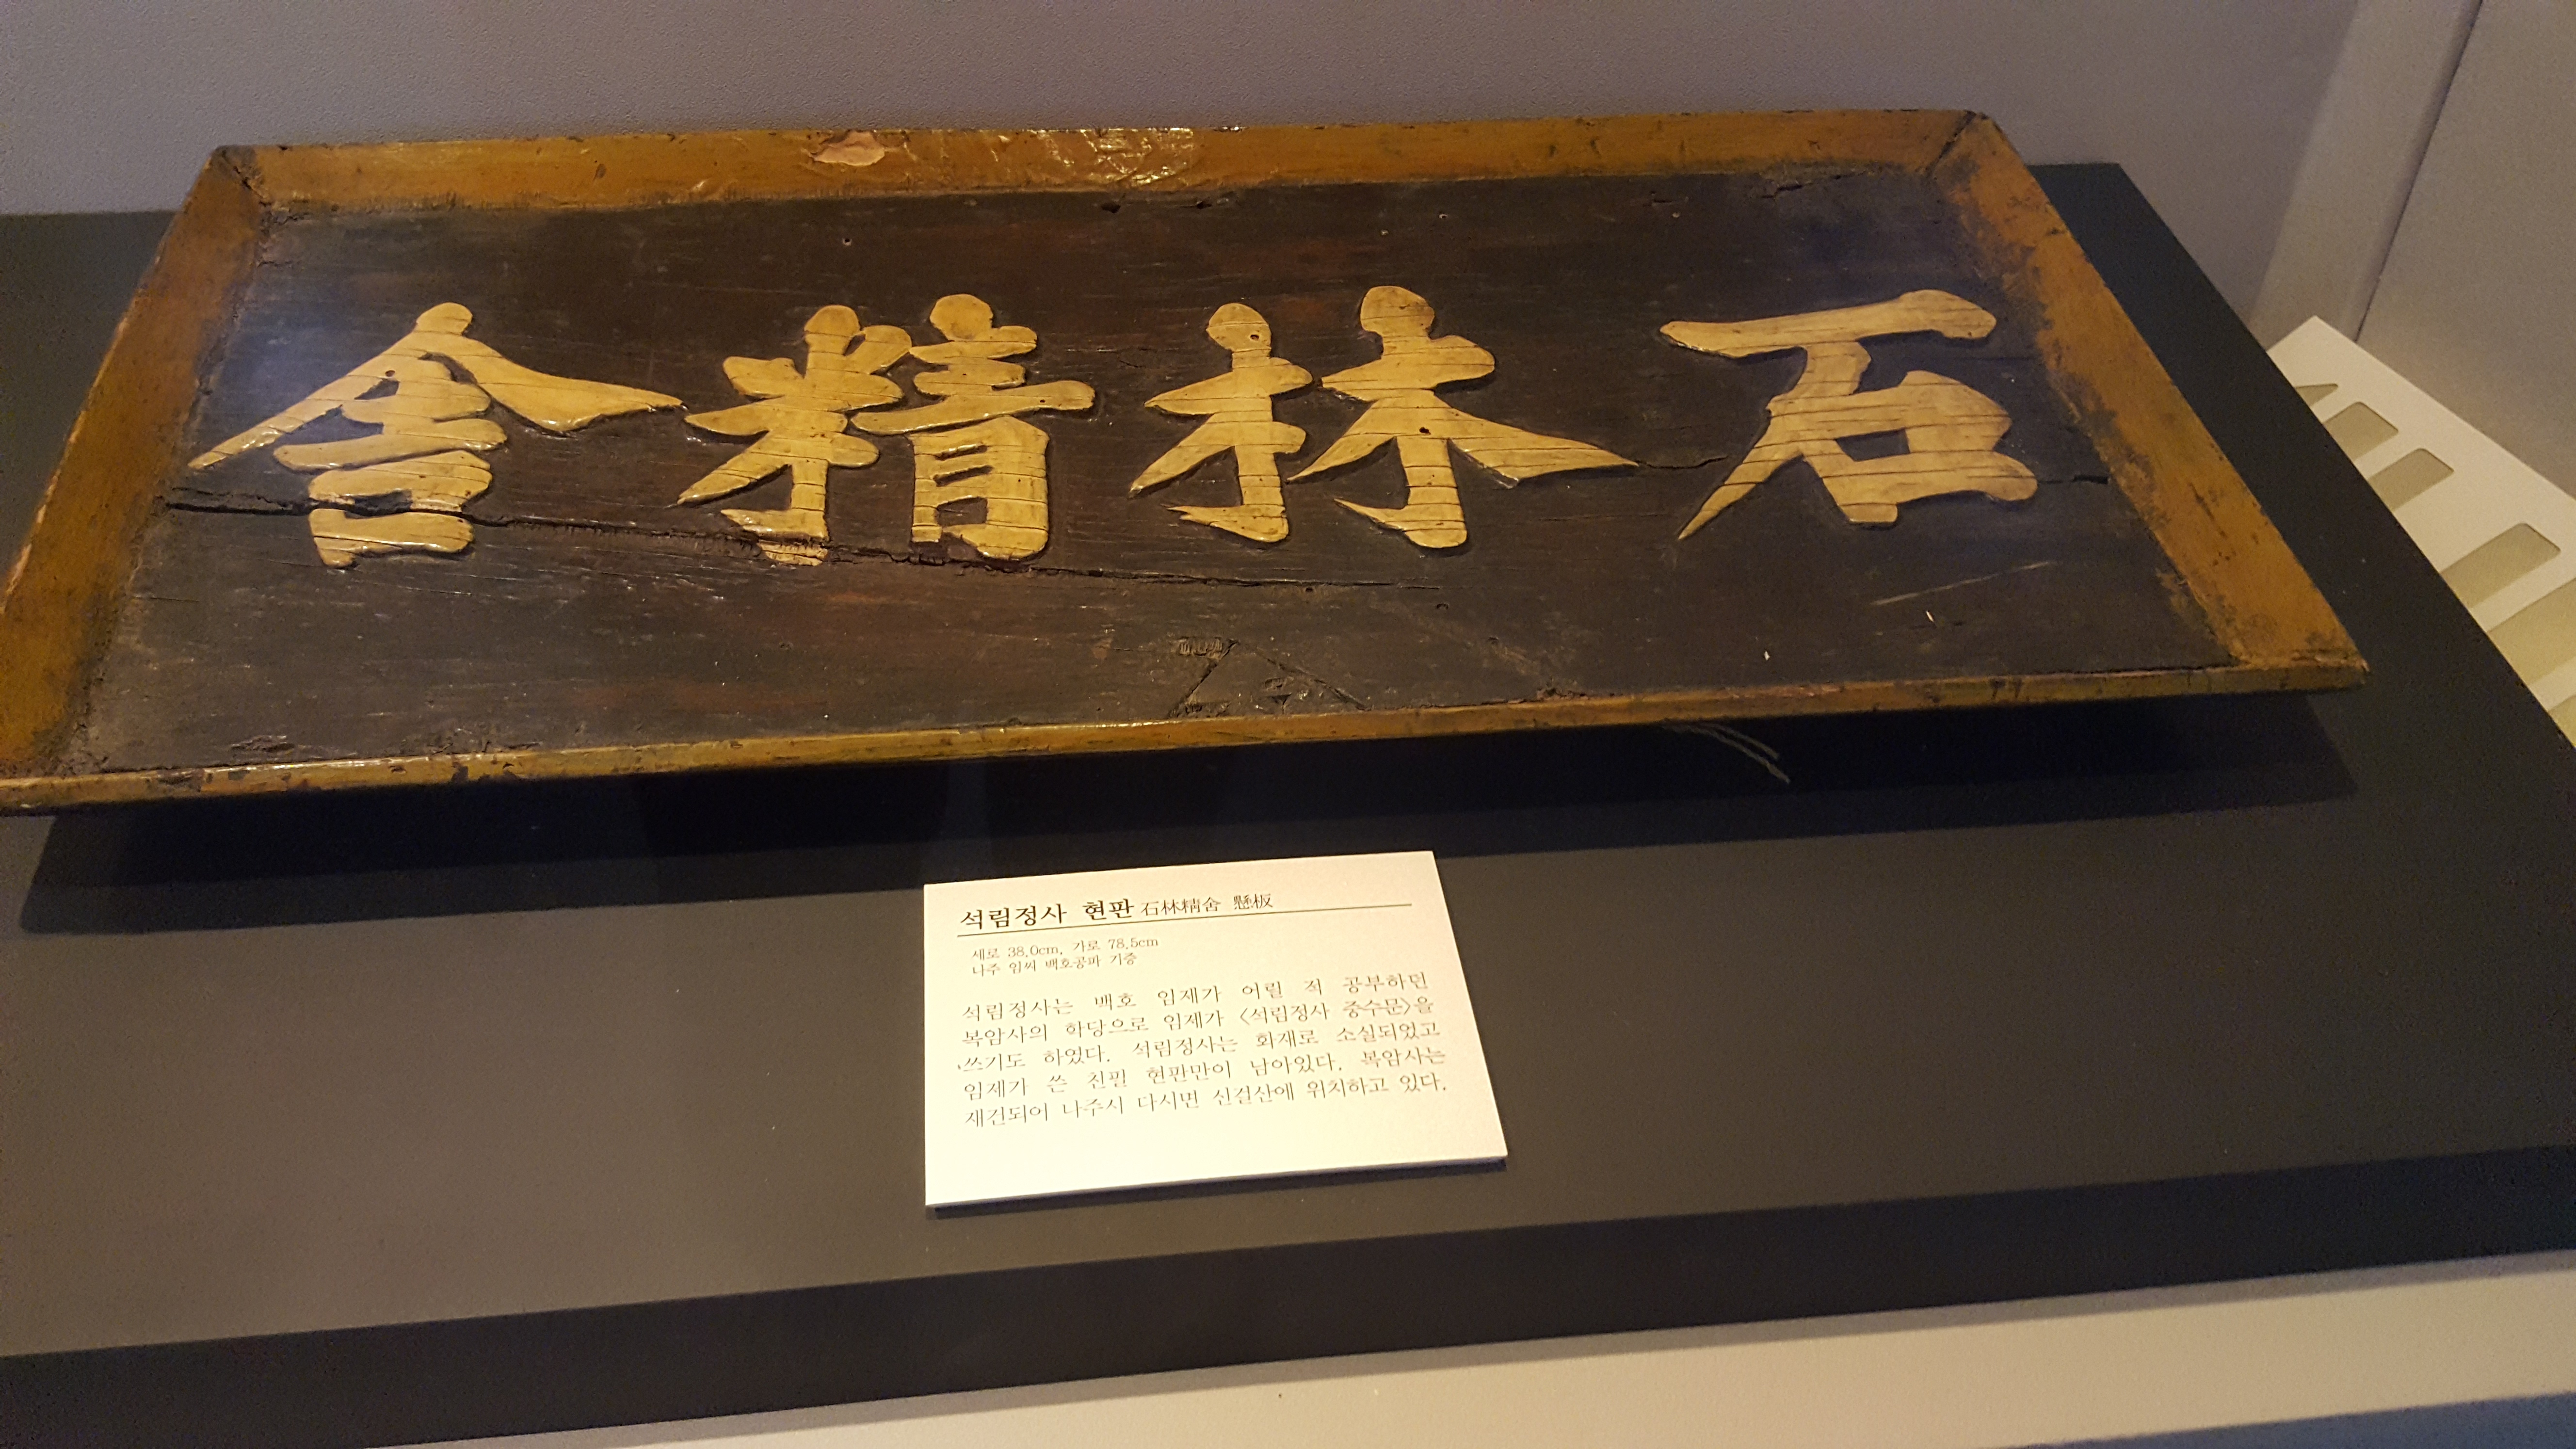 石林精舍
석림정사 현판 石林精舍 懸板
세로 38.0cm, 가로 78.5cm
나주 임씨 백호공파 기증
석림정사는 백호 임제가 어릴 적 공부하던
복암사의 학당으로 임제가 <석림정사 중수문>을
쓰기도 하였다. 석림정사는 화재로 소실되었고
임제가 쓴 친필 현판만이 남아있다. 복암사는
재건되어 나주시 다시면 신걸산에 위치하고 있다.